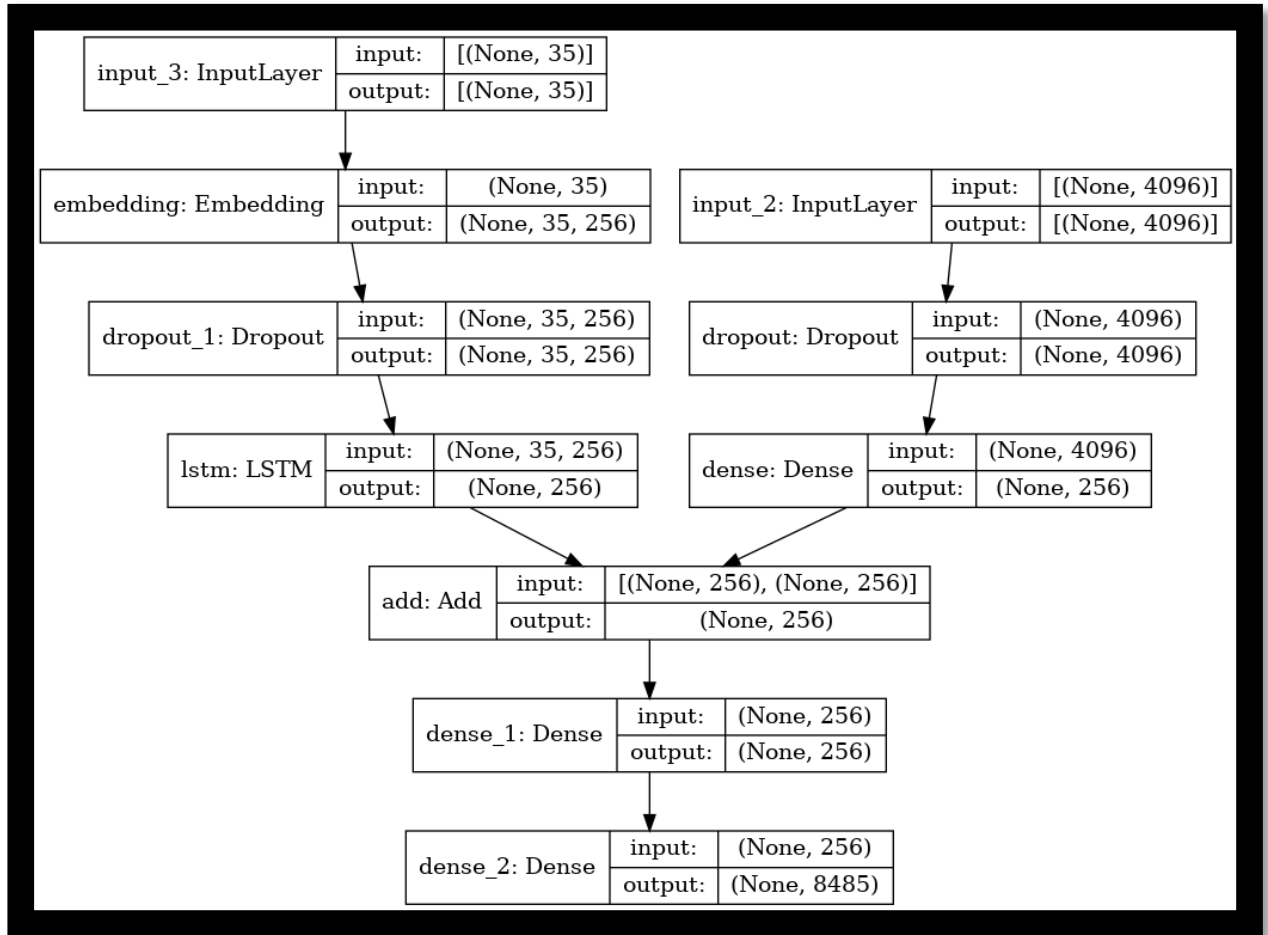 input_3: InputLayer
input: [(None, 35)]
output: [(None, 35)]
embedding: Embedding
input: (None, 35)
output: (None, 35, 256)
input_2: InputLayer
input: [(None, 4096)]
output: [(None, 4096)]
dropout_1: Dropout
input: (None, 35, 256)
output: (None, 35, 256)
dropout: Dropout
input: (None, 4096)
output: (None, 4096)
lstm: LSTM
input: (None, 35, 256)
output: (None, 256)
dense: Dense
input: (None, 4096)
output: (None, 256)
add: Add
input: [(None, 256), (None, 256)]
output: (None, 256)
dense_1: Dense
input: (None, 256)
output: (None, 256)
dense_2: Dense
input: (None, 256)
output: (None, 8485)